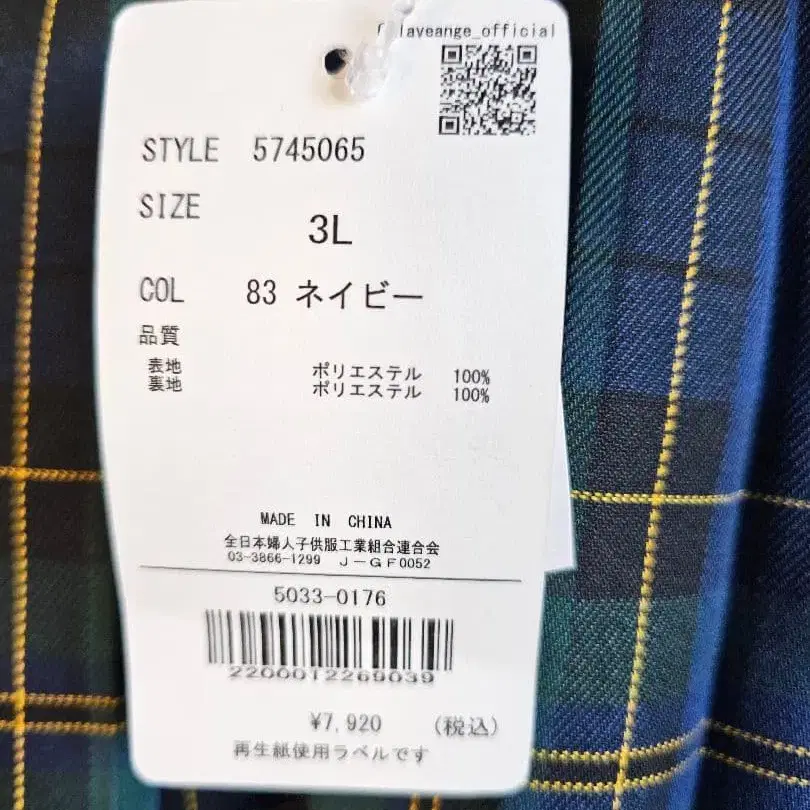 laveange_official
STYLE 5745065
SIZE 3L
COL 83 ネイビー
品質
表地 ポリエステル 100%
裏地 ポリエステル 100%
MADE IN CHINA
全日本婦人子供服工業組合連合会
03-3866-1299 J-GF0052
5033-0176
2200012269039
¥7,920 (税込)
再生紙使用ラベルです